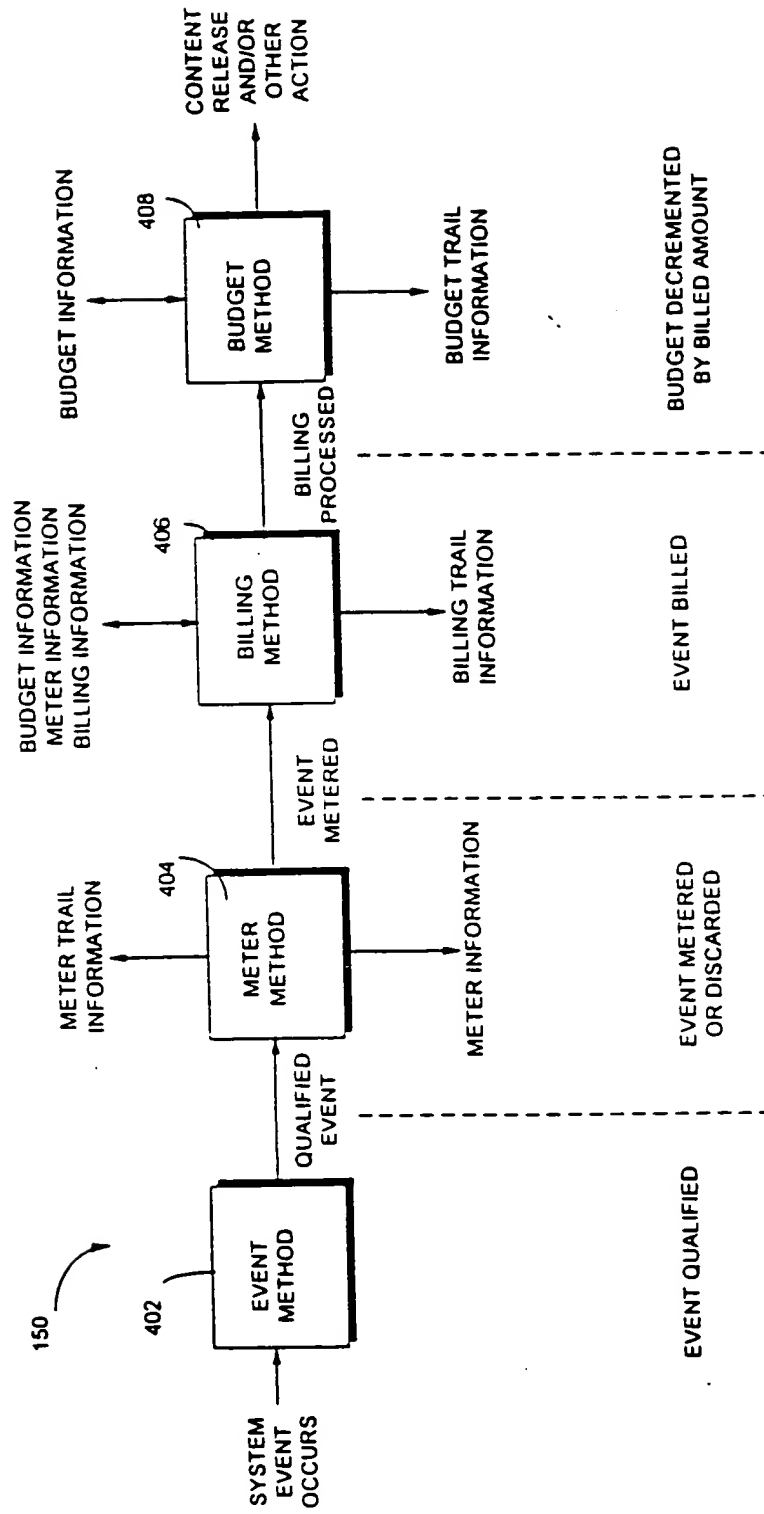 150
SYSTEM
EVENT
OCCURS
402
EVENT
METHOD
QUALIFIED
EVENT
METER TRAIL
INFORMATION
404
METER
METHOD
METER INFORMATION
EVENT
METERED
BUDGET INFORMATION
METER INFORMATION
BILLING INFORMATION
406
BILLING
METHOD
BILLING TRAIL
INFORMATION
BILLING
PROCESSED
BUDGET INFORMATION
408
BUDGET
METHOD
BUDGET TRAIL
INFORMATION
CONTENT
RELEASE
AND/OR
OTHER
ACTION
EVENT QUALIFIED
EVENT METERED
OR DISCARDED
EVENT BILLED
BUDGET DECREMENTED
BY BILLED AMOUNT